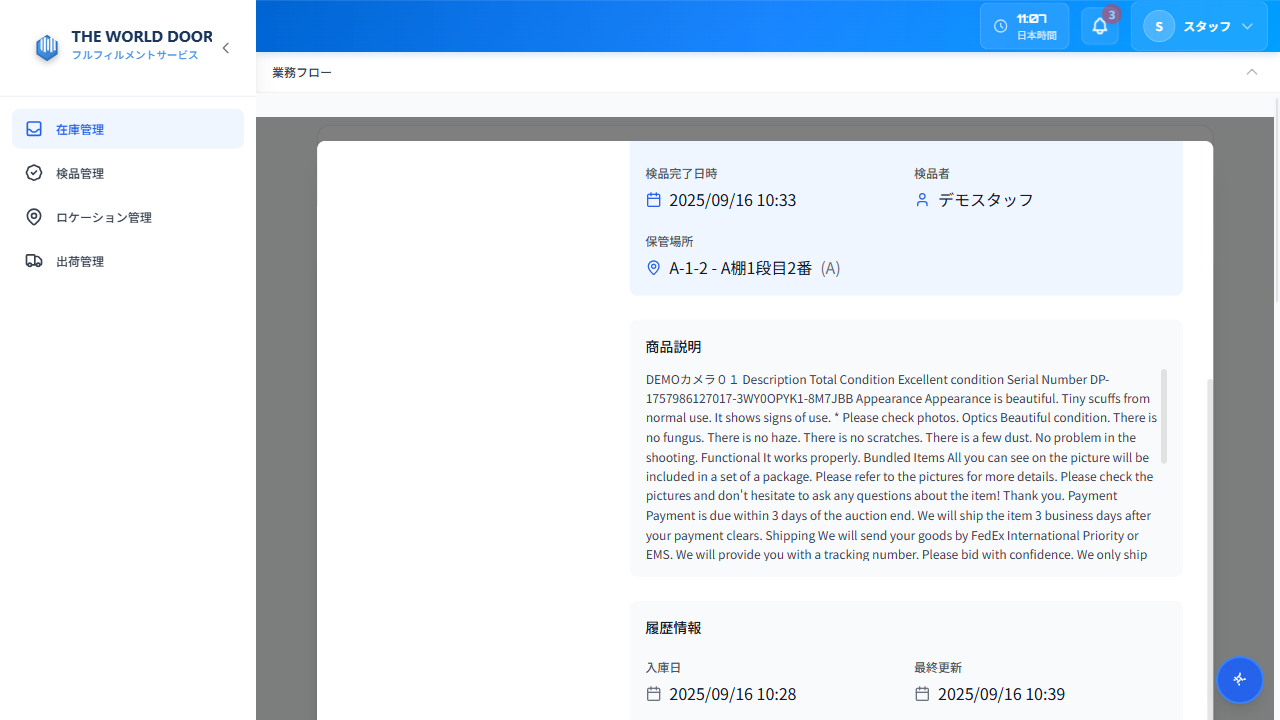 THE WORLD DOOR
フルフィルメントサービス
11:07
日本時間
3
S
スタッフ
業務フロー
在庫管理
検品管理
ロケーション管理
出荷管理
検品完了日時
検品者
2025/09/16 10:33
デモスタッフ
保管場所
A-1-2 - A棚1段目2番 (A)
商品説明
DEMOカメラ０１ Description Total Condition Excellent condition Serial Number DP-
1757986127017-3WY0OPYK1-8M7JBB Appearance Appearance is beautiful. Tiny scuffs from
normal use. It shows signs of use. * Please check photos. Optics Beautiful condition. There is
no fungus. There is no haze. There is no scratches. There is a few dust. No problem in the
shooting. Functional It works properly. Bundled Items All you can see on the picture will be
included in a set of a package. Please refer to the pictures for more details. Please check the
pictures and don't hesitate to ask any questions about the item! Thank you. Payment
Payment is due within 3 days of the auction end. We will ship the item 3 business days after
your payment clears. Shipping We will send your goods by FedEx International Priority or
EMS. We will provide you with a tracking number. Please bid with confidence. We only ship
履歴情報
入庫日
最終更新
2025/09/16 10:28
2025/09/16 10:39